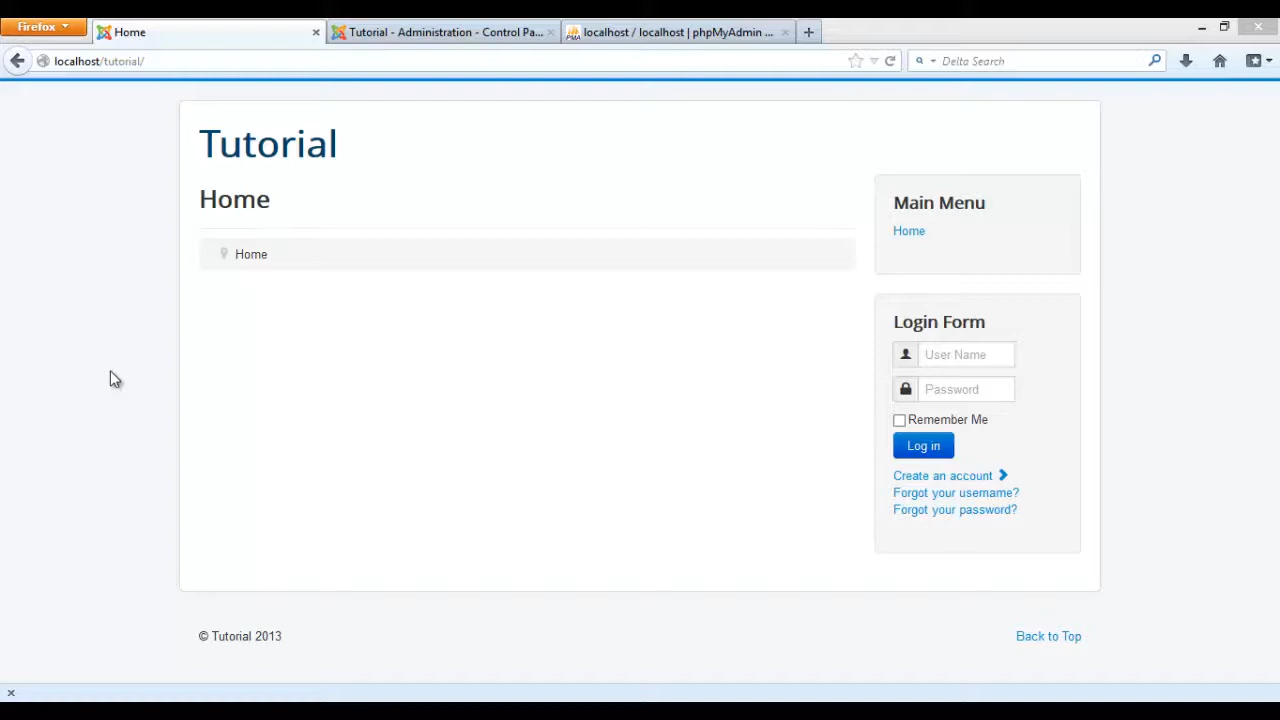 Firefox
Home
Tutorial - Administration - Control Pa...
localhost / localhost | phpMyAdmin ...
localhost/tutorial/
Delta Search
Tutorial
Home
Home
Main Menu
Home
Login Form
User Name
Password
Remember Me
Log in
Create an account
Forgot your username?
Forgot your password?
© Tutorial 2013
Back to Top